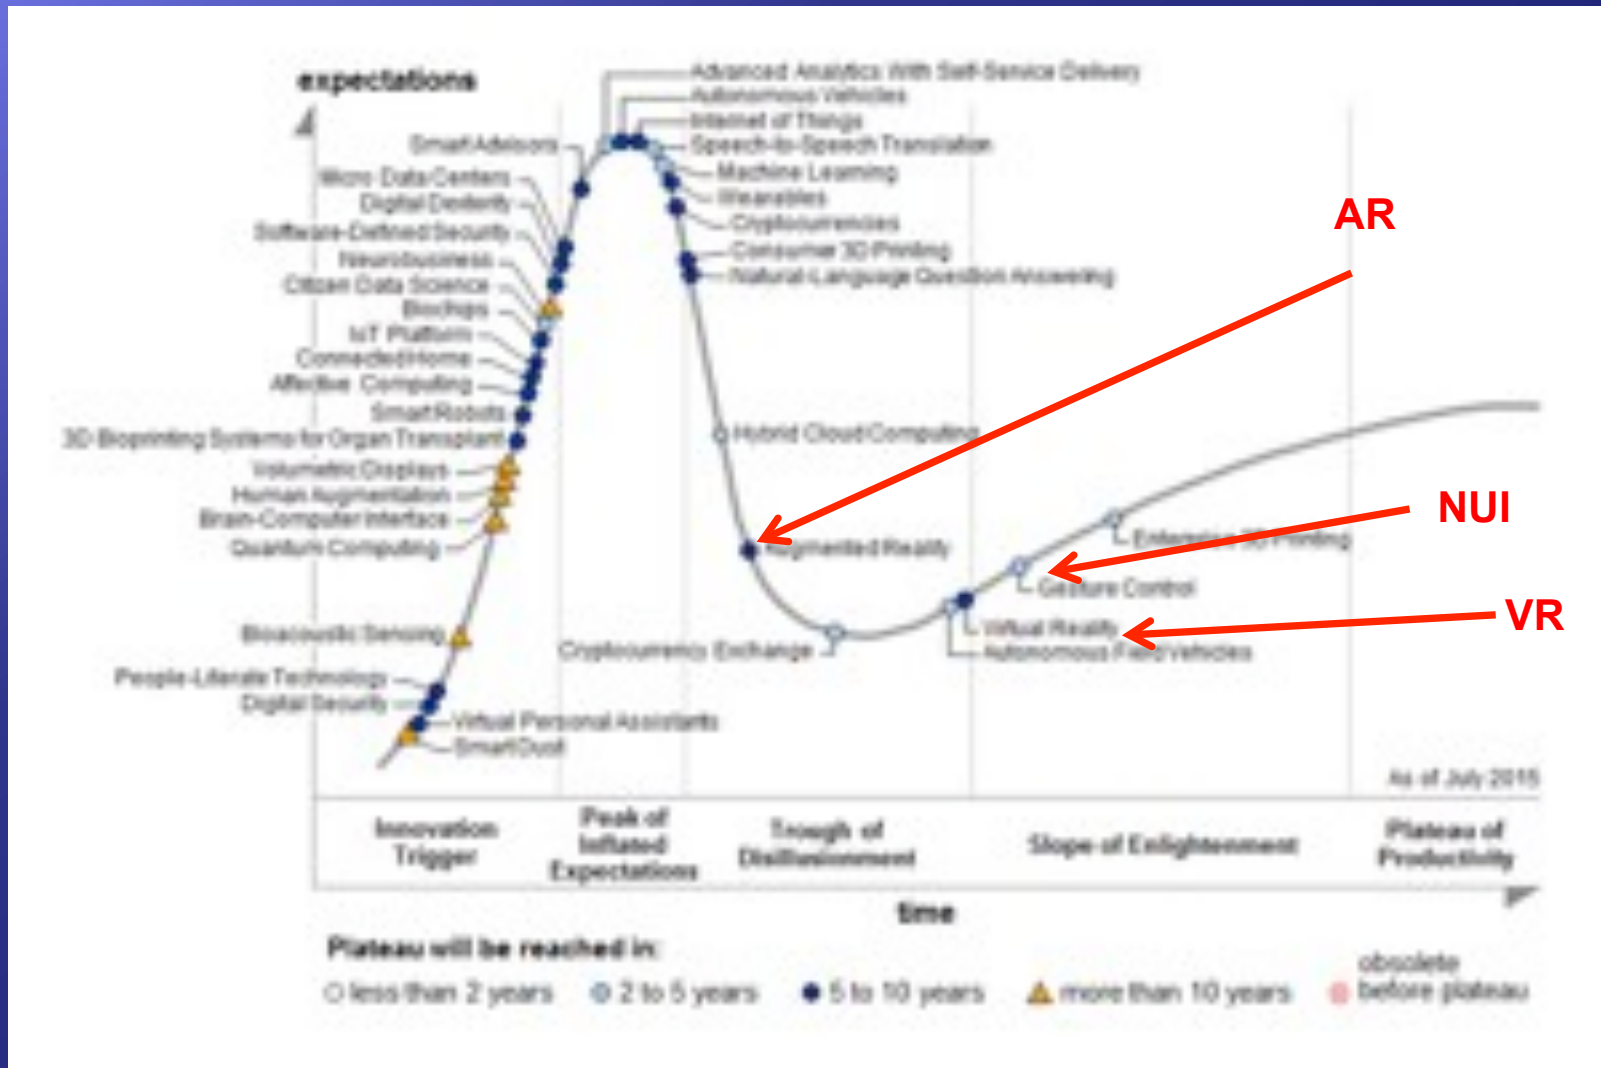 expectations
Advanced Analytics With Self-Service Delivery
Autonomous Vehicles
Internet of Things
Speech-to-Speech Translation
Machine Learning
Wearables
Cryptocurrencies
Consumer 3D Printing
Natural-Language Question Answering
Smart Advisors
Micro Data Centers
Digital Dexterity
Software-Defined Security
Neurobusiness
Citizen Data Science
Biochips
IoT Platform
Connected Home
Affective Computing
Smart Robots
3D Bioprinting Systems for Organ Transplant
Volumetric Displays
Human Augmentation
Brain-Computer Interface
Quantum Computing
Bioacoustic Sensing
People-Literate Technology
Digital Security
Virtual Personal Assistants
Smart Dust
AR
Hybrid Cloud Computing
Augmented Reality
Cryptocurrency Exchange
NUI
Enterprise 3D Printing
Gesture Control
VR
Virtual Reality
Autonomous Field Vehicles
As of July 2015
Innovation
Trigger
Peak of
Inflated
Expectations
Trough of
Disillusionment
Slope of Enlightenment
Plateau of
Productivity
time
Plateau will be reached in:
less than 2 years
2 to 5 years
5 to 10 years
more than 10 years
obsolete
before plateau